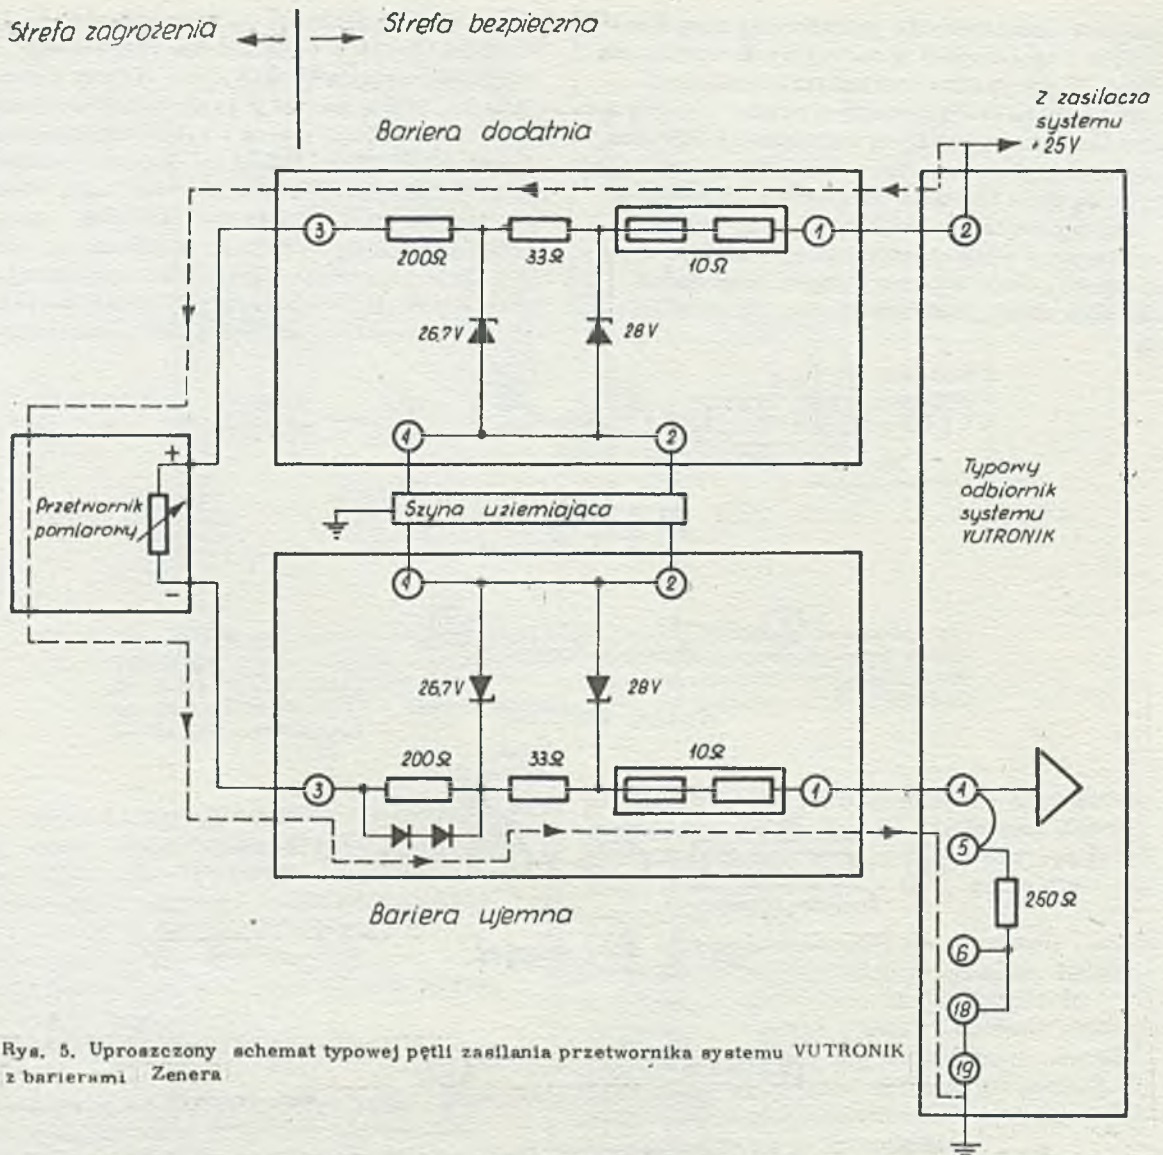 Strefa zagrożenia
Strefa bezpieczna
Z zasilacza
systemu
+25V
Bariera dodatnia
3
200Ω
33Ω
10Ω
1
2
26,7V
28V
4
2
+
Przetwornik
pomiarowy
−
Szyna uziemiająca
Typowy
odbiornik
systemu
VUTRONIK
4
2
26,7V
28V
3
200Ω
33Ω
10Ω
1
4
5
250Ω
6
18
19
Bariera ujemna
Rys. 5. Uproszczony schemat typowej pętli zasilania przetwornika systemu VUTRONIK
z barierami Zenera